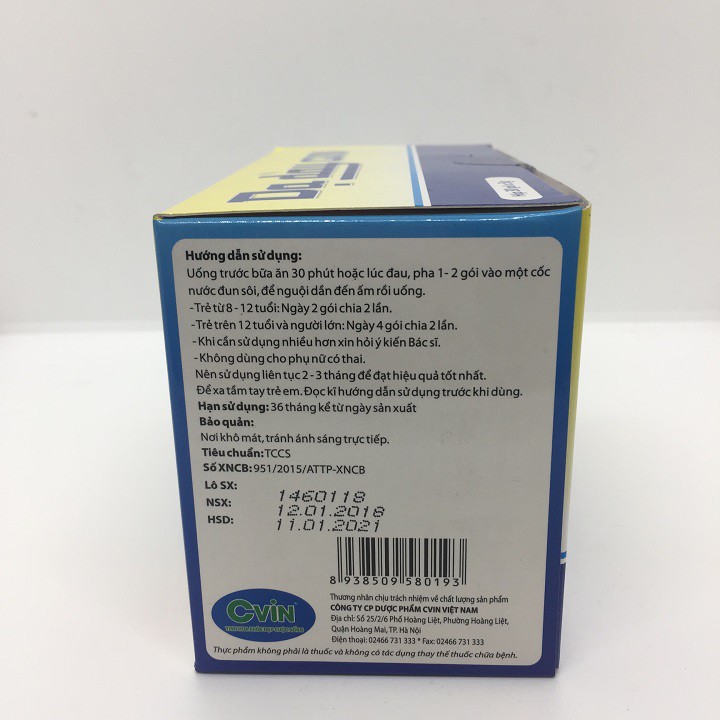 Dạ dày
Hướng dẫn sử dụng:
Uống trước bữa ăn 30 phút hoặc lúc đau, pha 1- 2 gói vào một cốc
nước đun sôi, để nguội dần đến ấm rồi uống.
-Trẻ từ 8 - 12 tuổi: Ngày 2 gói chia 2 lần.
-Trẻ trên 12 tuổi và người lớn: Ngày 4 gói chia 2 lần.
-Khi cần sử dụng nhiều hơn xin hỏi ý kiến Bác sĩ.
-Không dùng cho phụ nữ có thai.
Nên sử dụng liên tục 2 - 3 tháng để đạt hiệu quả tốt nhất.
Để xa tầm tay trẻ em. Đọc kĩ hướng dẫn sử dụng trước khi dùng.
Hạn sử dụng: 36 tháng kể từ ngày sản xuất
Bảo quản:
Nơi khô mát, tránh ánh sáng trực tiếp.
Tiêu chuẩn: TCCS
Số XNCB: 951/2015/ATTP-XNCB
Lô SX: 1460118
NSX: 12.01.2018
HSD: 11.01.2021
8 938509 580193
CVIN
Thương nhân chịu trách nhiệm về chất lượng sản phẩm
CÔNG TY CP DƯỢC PHẨM CVIN VIỆT NAM
Địa chỉ: Số 25/2/6 Phố Hoàng Liệt, Phường Hoàng Liệt,
Quận Hoàng Mai, TP. Hà Nội
Điện thoại: 02466 731 333 * Fax: 02466 731 333
Thực phẩm không phải là thuốc và không có tác dụng thay thế thuốc chữa bệnh.